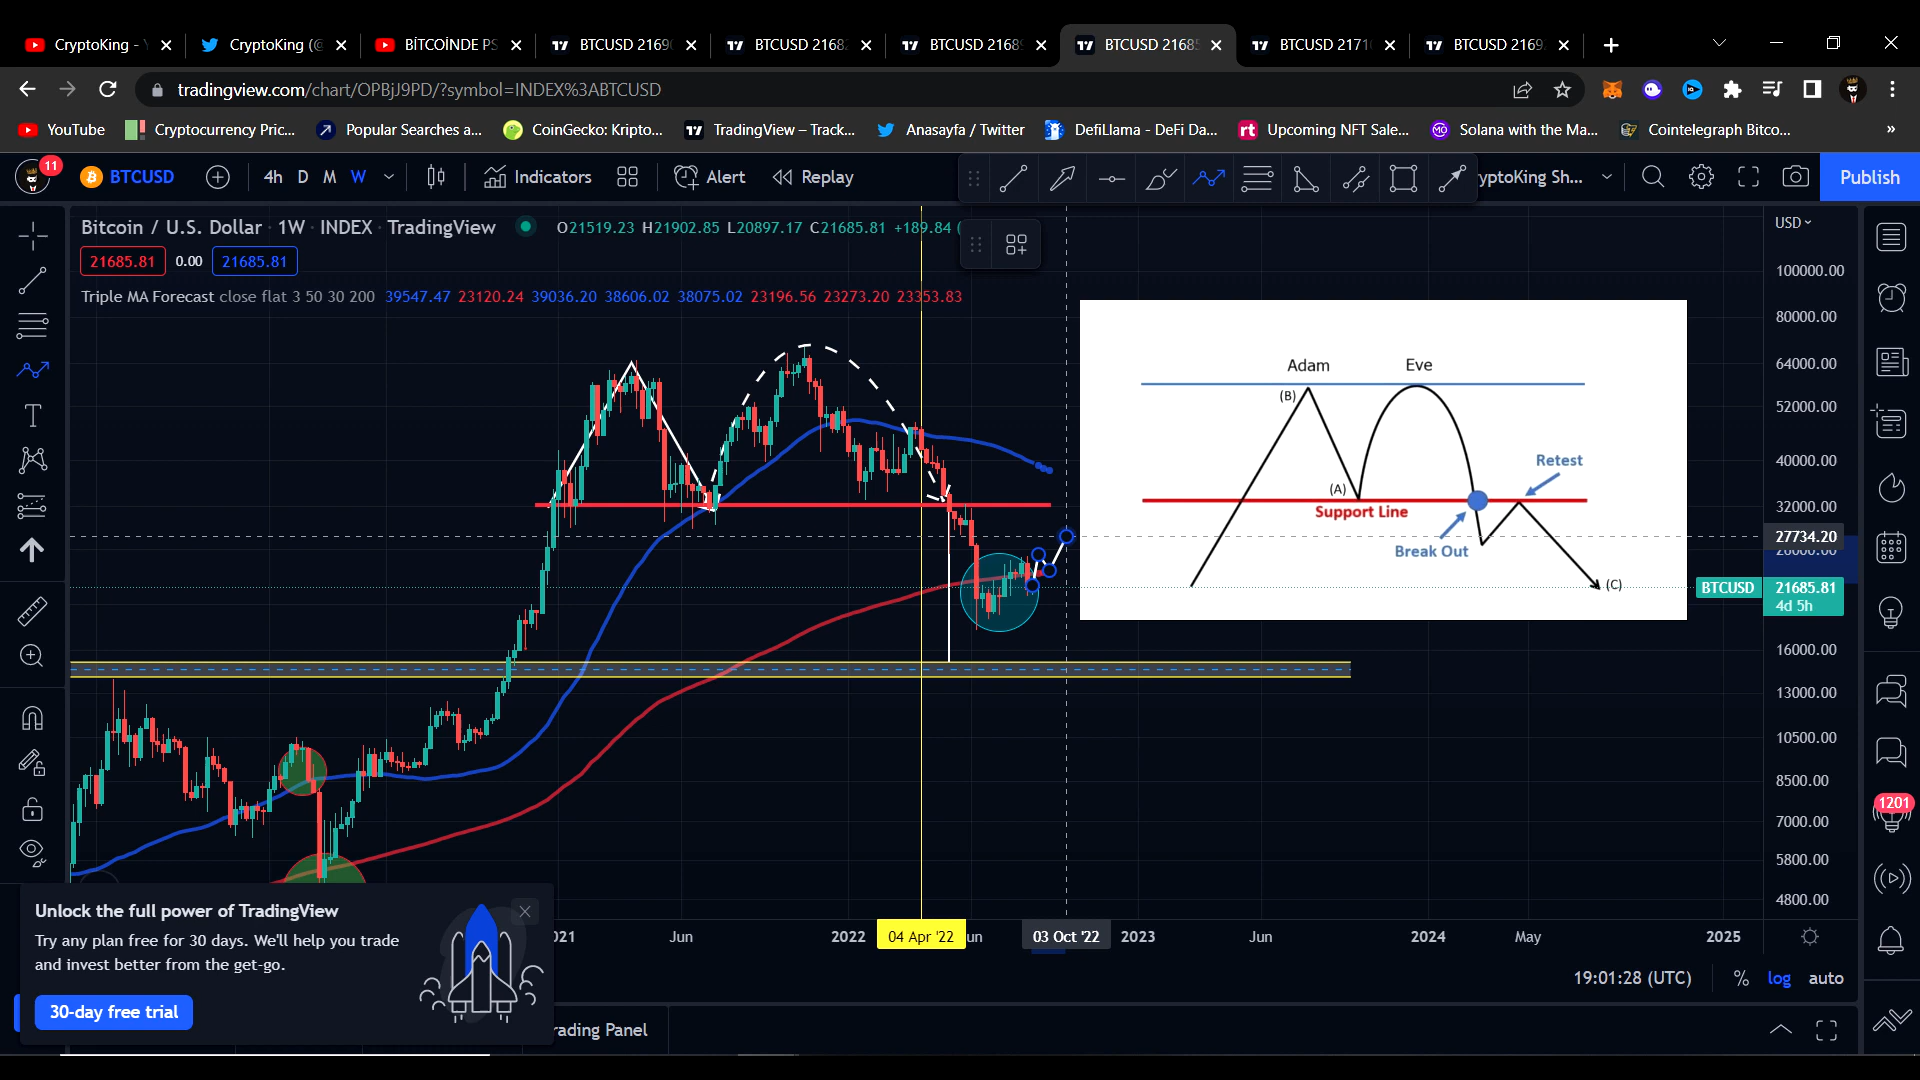 CryptoKing -
CryptoKing (@
BİTCOİNDE PS
BTCUSD 2169
BTCUSD 2168
BTCUSD 2168
BTCUSD 2168
BTCUSD 2171
BTCUSD 2169
tradingview.com/chart/OPBjJ9PD/?symbol=INDEX%3ABTCUSD
YouTube
Cryptocurrency Pric...
Popular Searches a...
CoinGecko: Kripto...
TradingView – Track...
Anasayfa / Twitter
DefiLlama - DeFi Da...
Upcoming NFT Sale...
Solana with the Ma...
Cointelegraph Bitco...
»
11
BTCUSD
4h D M W
Indicators
Alert
Replay
yptoKing Sh...
Publish
Bitcoin / U.S. Dollar · 1W · INDEX · TradingView
O21519.23 H21902.85 L20897.17 C21685.81 +189.84 (
USD
21685.81 0.00 21685.81
Triple MA Forecast close flat 3 50 30 200 39547.47 23120.24 39036.20 38606.02 38075.02 23196.56 23273.20 23353.83
100000.00
80000.00
64000.00
52000.00
40000.00
32000.00
27734.20
26000.00
BTCUSD 21685.81
4d 5h
16000.00
13000.00
10500.00
8500.00
7000.00
5800.00
4800.00
Adam
Eve
(B)
Retest
(A)
Support Line
Break Out
(C)
1201
Unlock the full power of TradingView
Try any plan free for 30 days. We'll help you trade
and invest better from the get-go.
30-day free trial
021
Jun
2022
04 Apr '22
un
03 Oct '22
2023
Jun
2024
May
2025
19:01:28 (UTC)
%
log
auto
rading Panel